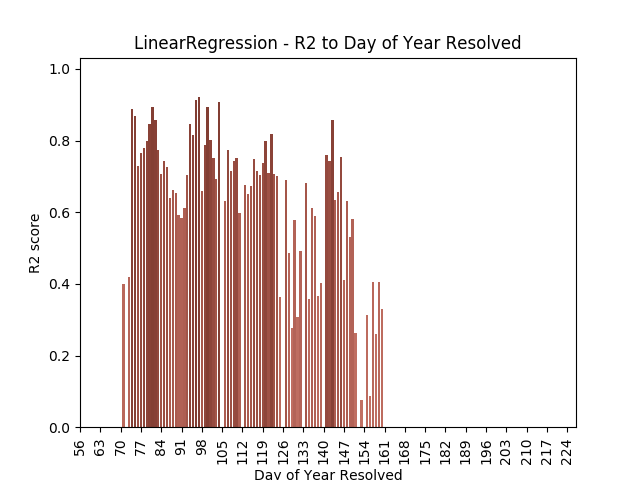 LinearRegression - R2 to Day of Year Resolved
1.0
0.8
0.6
0.4
0.2
0.0
R2 score
56 63 70 77 84 91 98 105 112 119 126 133 140 147 154 161 168 175 182 189 196 203 210 217 224
Day of Year Resolved